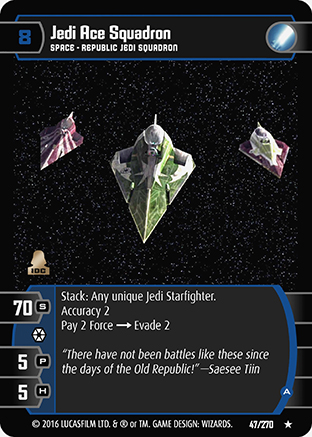 8
Jedi Ace Squadron
SPACE - REPUBLIC JEDI SQUADRON
IDC
70 S
Stack: Any unique Jedi Starfighter.
Accuracy 2
Pay 2 Force → Evade 2
5 P
"There have not been battles like these since
the days of the Old Republic!" —Saesee Tiin
5 H
A
© 2016 LUCASFILM LTD. & ® or TM. GAME DESIGN: WIZARDS.
47/270 ★